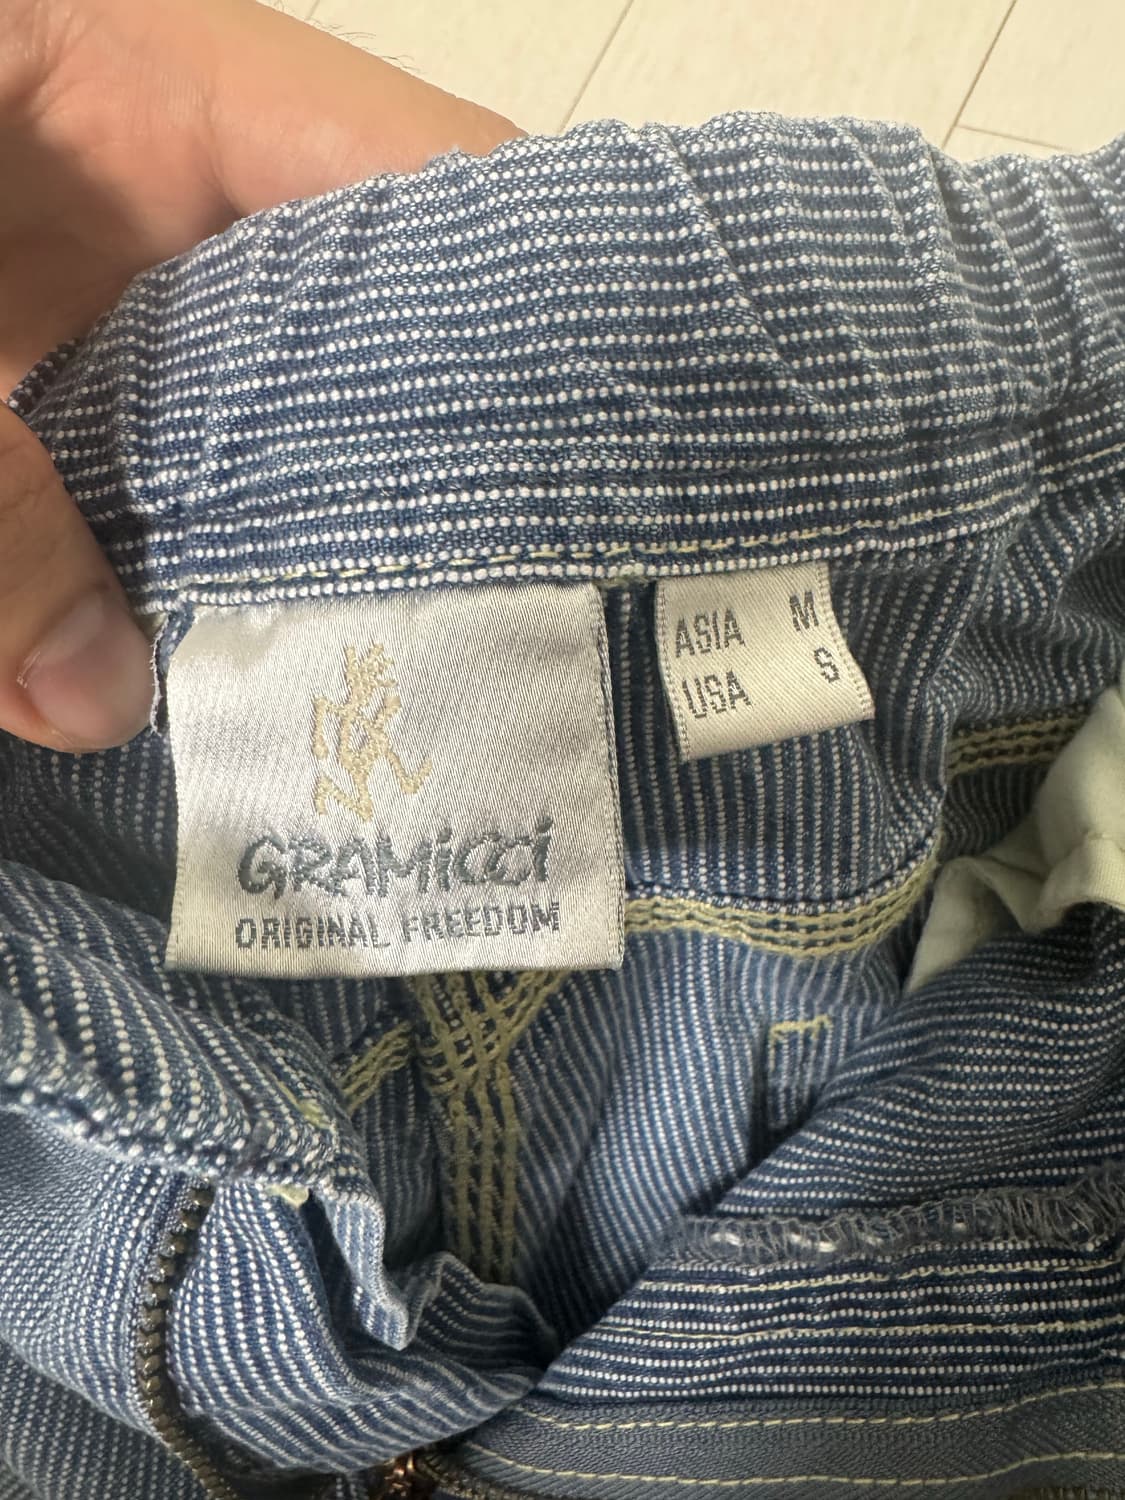 GRAMiCCi
ORIGINAL FREEDOM
ASIA M
USA S